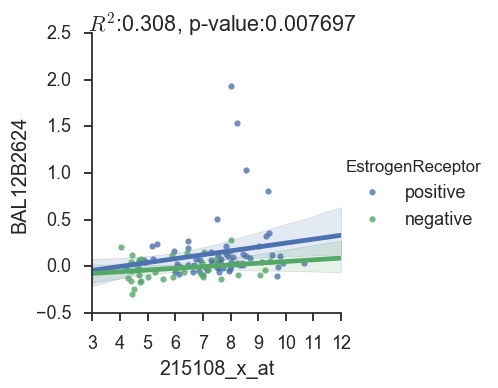 R²:0.308, p-value:0.007697
2.5
2.0
1.5
1.0
0.5
0.0
−0.5
BAL12B2624
3 4 5 6 7 8 9 10 11 12
215108_x_at
EstrogenReceptor
positive
negative